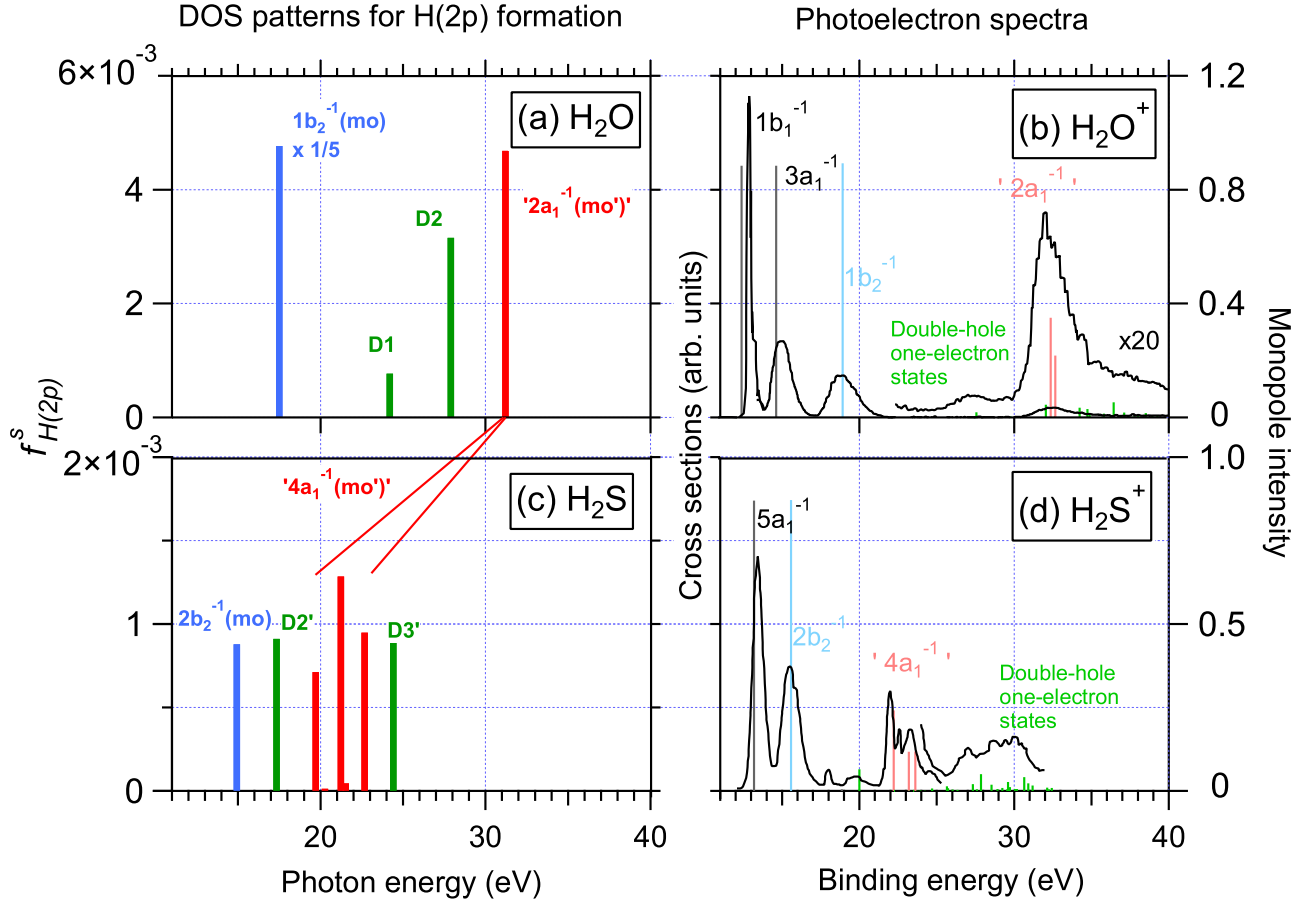 DOS patterns for H(2p) formation
Photoelectron spectra
6×10⁻³
4
2
0
1b₂⁻¹(mo)
x 1/5
D1
D2
'2a₁⁻¹(mo')'
(a) H₂O
1b₁⁻¹
3a₁⁻¹
1b₂⁻¹
Double-hole
one-electron
states
' 2a₁⁻¹ '
x20
(b) H₂O⁺
1.2
0.8
0.4
0
fˢH(2p)
Cross sections (arb. units)
Monopole intensity
2×10⁻³
1
0
'4a₁⁻¹(mo')'
(c) H₂S
2b₂⁻¹(mo)
D2'
D3'
5a₁⁻¹
2b₂⁻¹
' 4a₁⁻¹ '
Double-hole
one-electron
states
(d) H₂S⁺
1.0
0.5
0
20
30
40
20
30
40
Photon energy (eV)
Binding energy (eV)